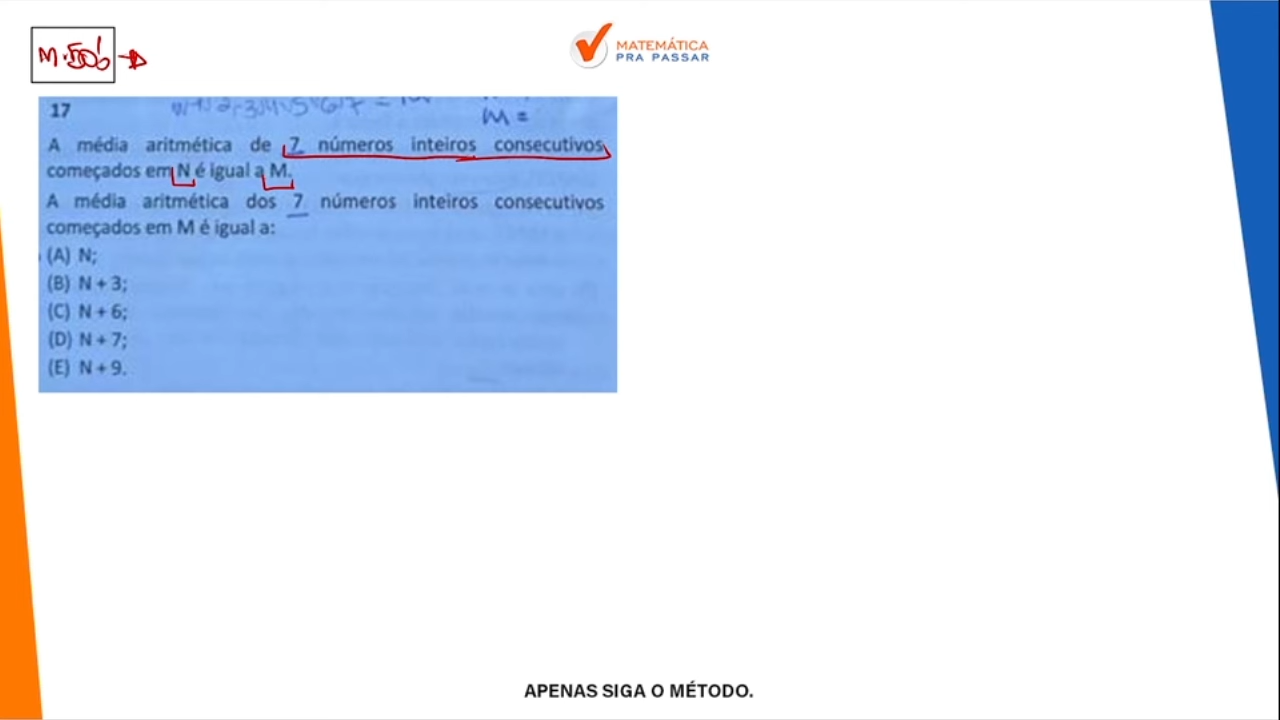 MATEMÁTICA
PRA PASSAR
17
M =
A média aritmética de 7 números inteiros consecutivos
começados em N é igual a M.
A média aritmética dos 7 números inteiros consecutivos
começados em M é igual a:
(A) N;
(B) N + 3;
(C) N + 6;
(D) N + 7;
(E) N + 9.
APENAS SIGA O MÉTODO.